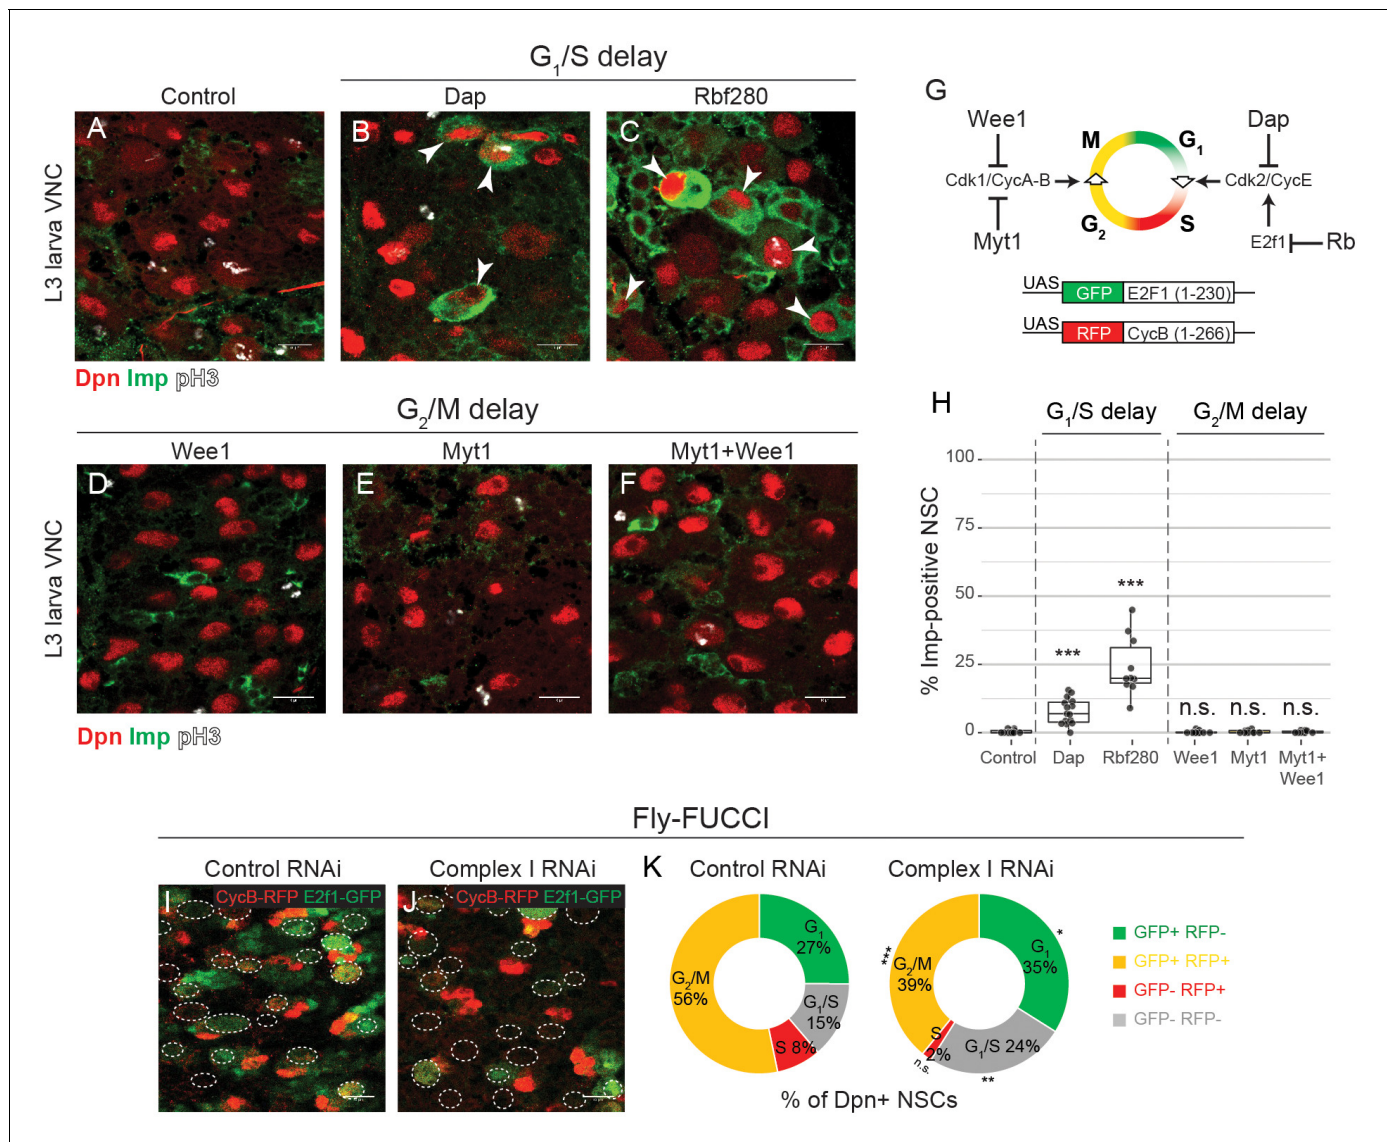 G1/S delay
Control
Dap
Rbf280
A
B
C
L3 larva VNC
Dpn Imp pH3
G2/M delay
Wee1
Myt1
Myt1+Wee1
D
E
F
L3 larva VNC
Dpn Imp pH3
G
Wee1
Dap
M
G1
Cdk1/CycA-B
Cdk2/CycE
G2
S
Myt1
E2f1
Rb
UAS
GFP
E2F1 (1-230)
UAS
RFP
CycB (1-266)
H
G1/S delay
G2/M delay
% Imp-positive NSC
100
75
50
25
0
***
***
n.s.
n.s.
n.s.
Control
Dap
Rbf280
Wee1
Myt1
Myt1+
Wee1
Fly-FUCCI
Control RNAi
Complex I RNAi
I
CycB-RFP E2f1-GFP
J
CycB-RFP E2f1-GFP
K
Control RNAi
Complex I RNAi
G1
27%
G2/M
56%
G1/S
15%
S 8%
***
G2/M
39%
*
G1
35%
S
2%
n.s.
G1/S 24%
**
% of Dpn+ NSCs
GFP+ RFP-
GFP+ RFP+
GFP- RFP+
GFP- RFP-